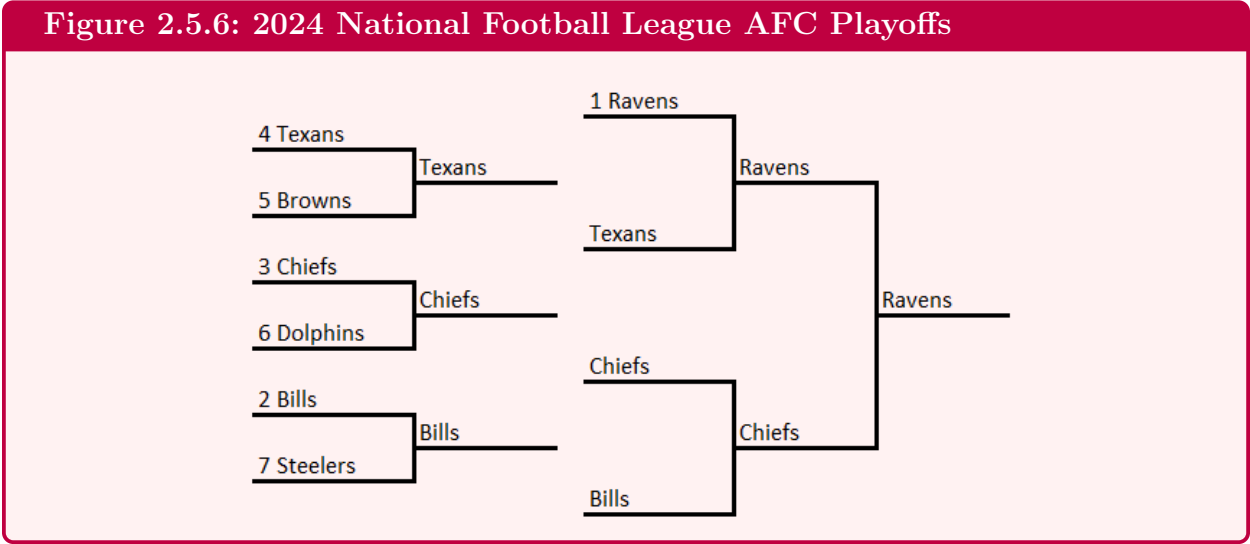 Figure 2.5.6: 2024 National Football League AFC Playoffs
4 Texans
5 Browns
Texans
3 Chiefs
6 Dolphins
Chiefs
2 Bills
7 Steelers
Bills
1 Ravens
Texans
Ravens
Chiefs
Bills
Chiefs
Ravens